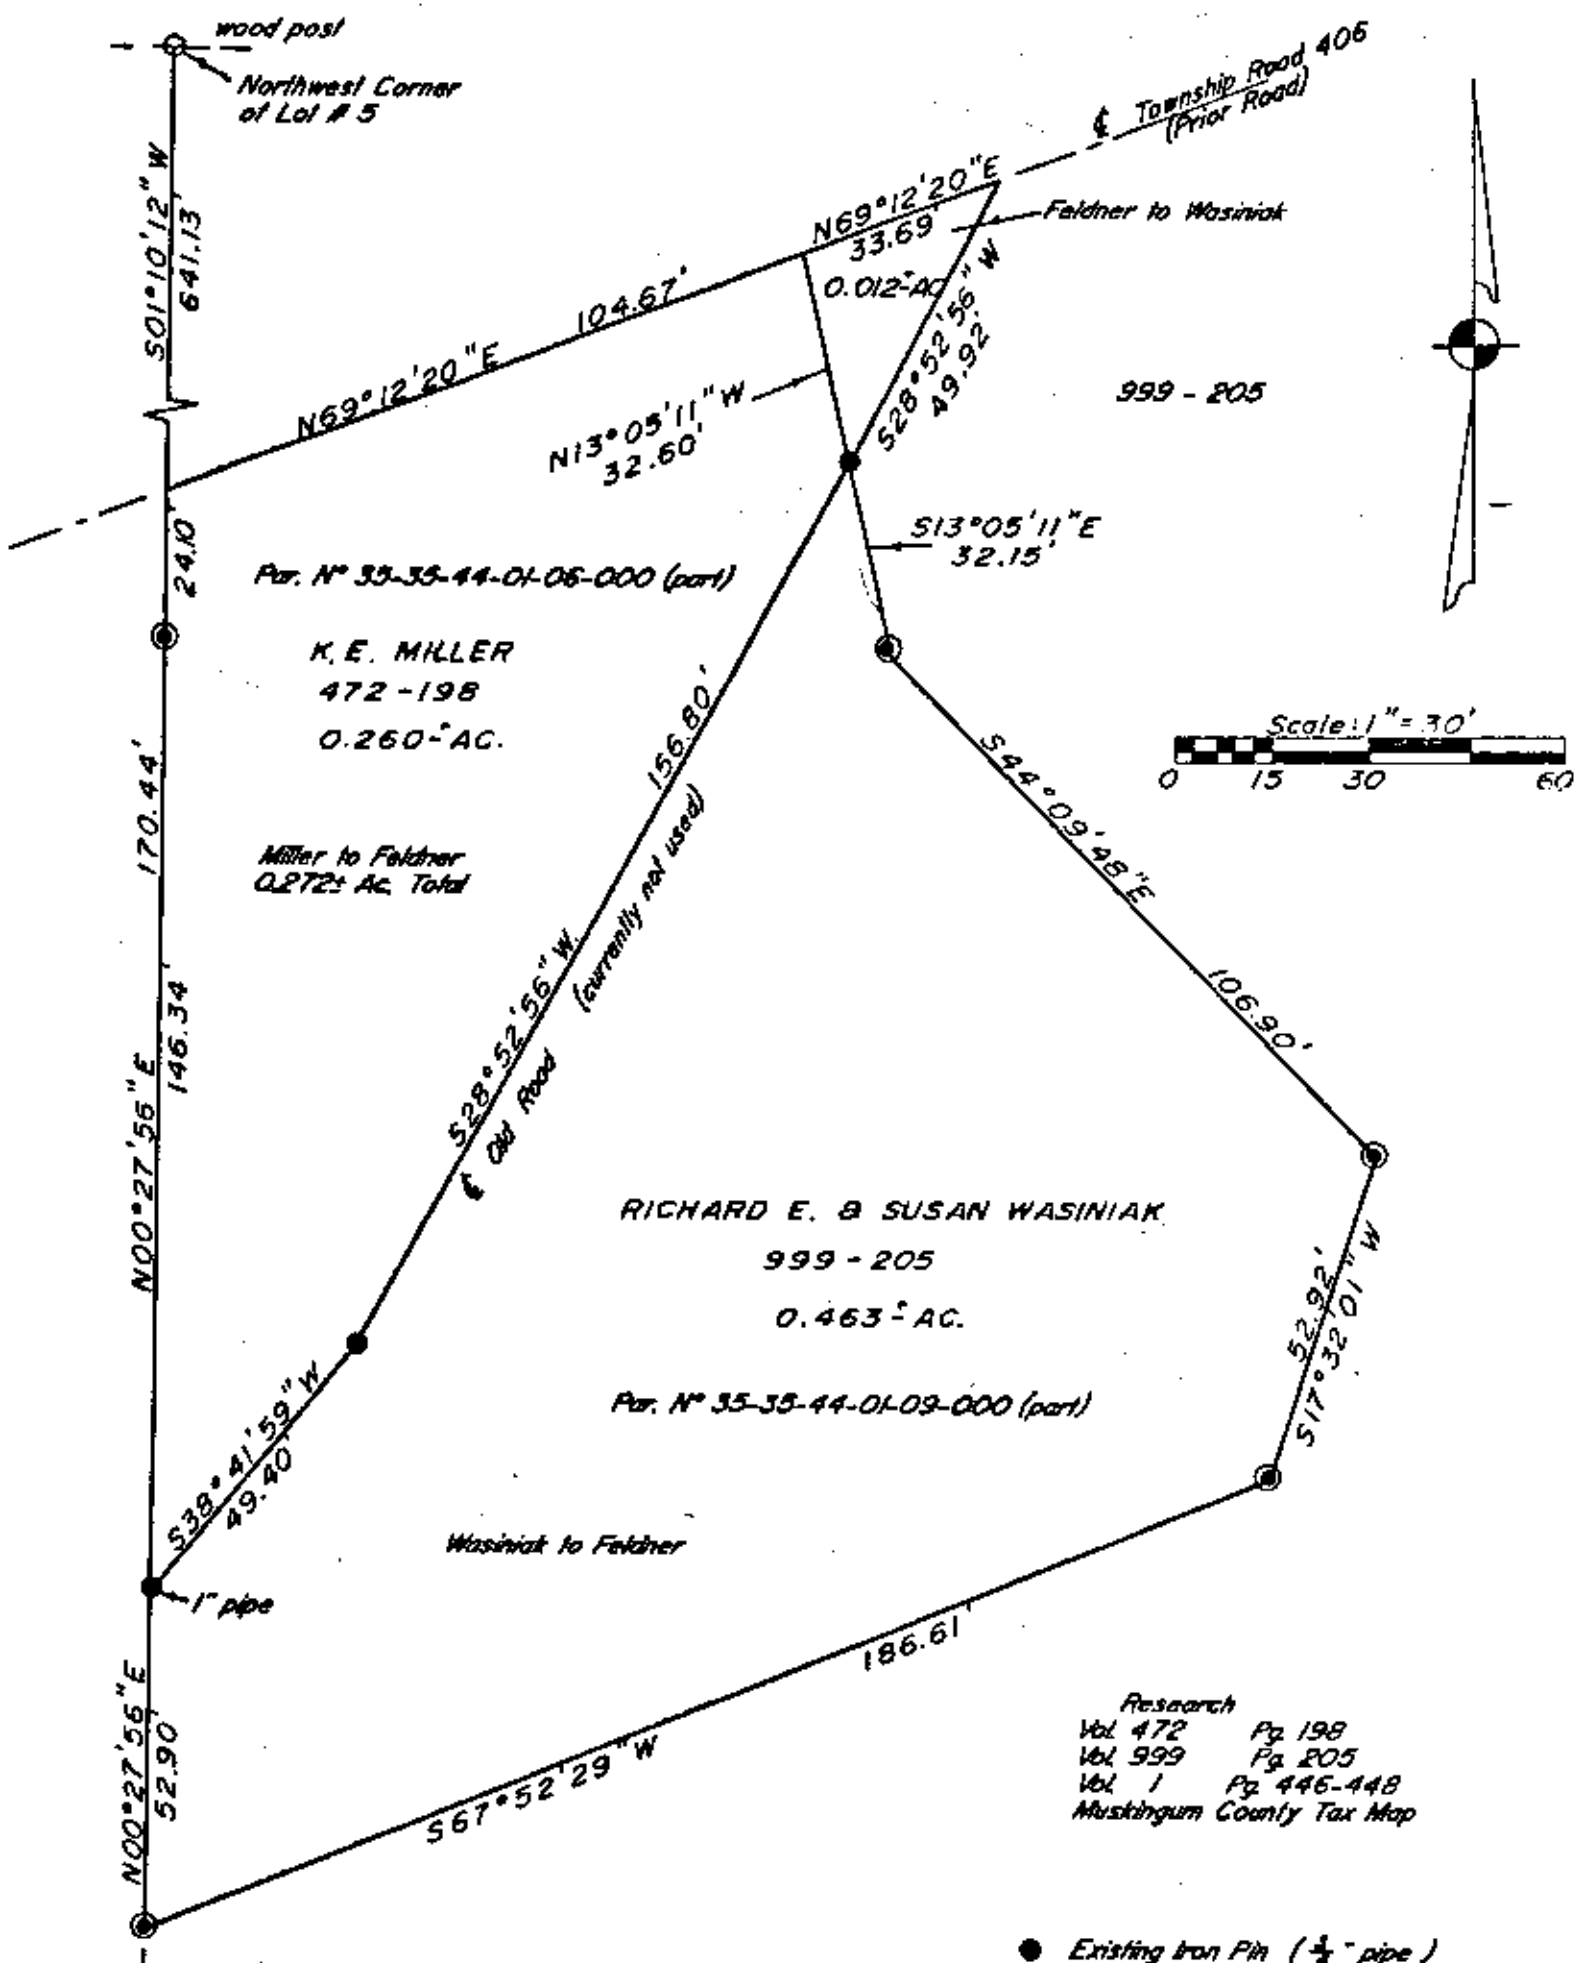 wood post
Northwest Corner
of Lot # 5
S01°10'12"W
641.13'
℄ Township Road 406
(Prior Road)
N69°12'20"E
33.69'
Feldner to Wasiniak
0.012± AC
S28°52'56"W
49.92'
104.67'
N69°12'20"E
N13°05'11"W
32.60'
999-205
S13°05'11"E
32.15'
24.10'
Par. Nº 35-35-44-01-06-000 (part)
K.E. MILLER
472-198
0.260± AC.
170.44'
156.80'
Scale: 1"=30'
0 15 30 60
S44°09'48"E
106.90'
Miller to Feldner
0.272± Ac. Total
(currently not used)
S28°52'56"W
℄ Old Road
146.34'
N00°27'56"E
RICHARD E. & SUSAN WASINIAK
999-205
0.463± AC.
52.92'
S17°32'01"W
Par. Nº 35-35-44-01-09-000 (part)
S38°41'59"W
49.40'
Wasiniak to Feldner
1" pipe
186.61'
S67°52'29"W
N00°27'56"E
52.90'
Research
Vol. 472 Pg. 198
Vol. 999 Pg. 205
Vol. 1 Pg. 446-448
Muskingum County Tax Map
Existing Iron Pin ( - pipe )